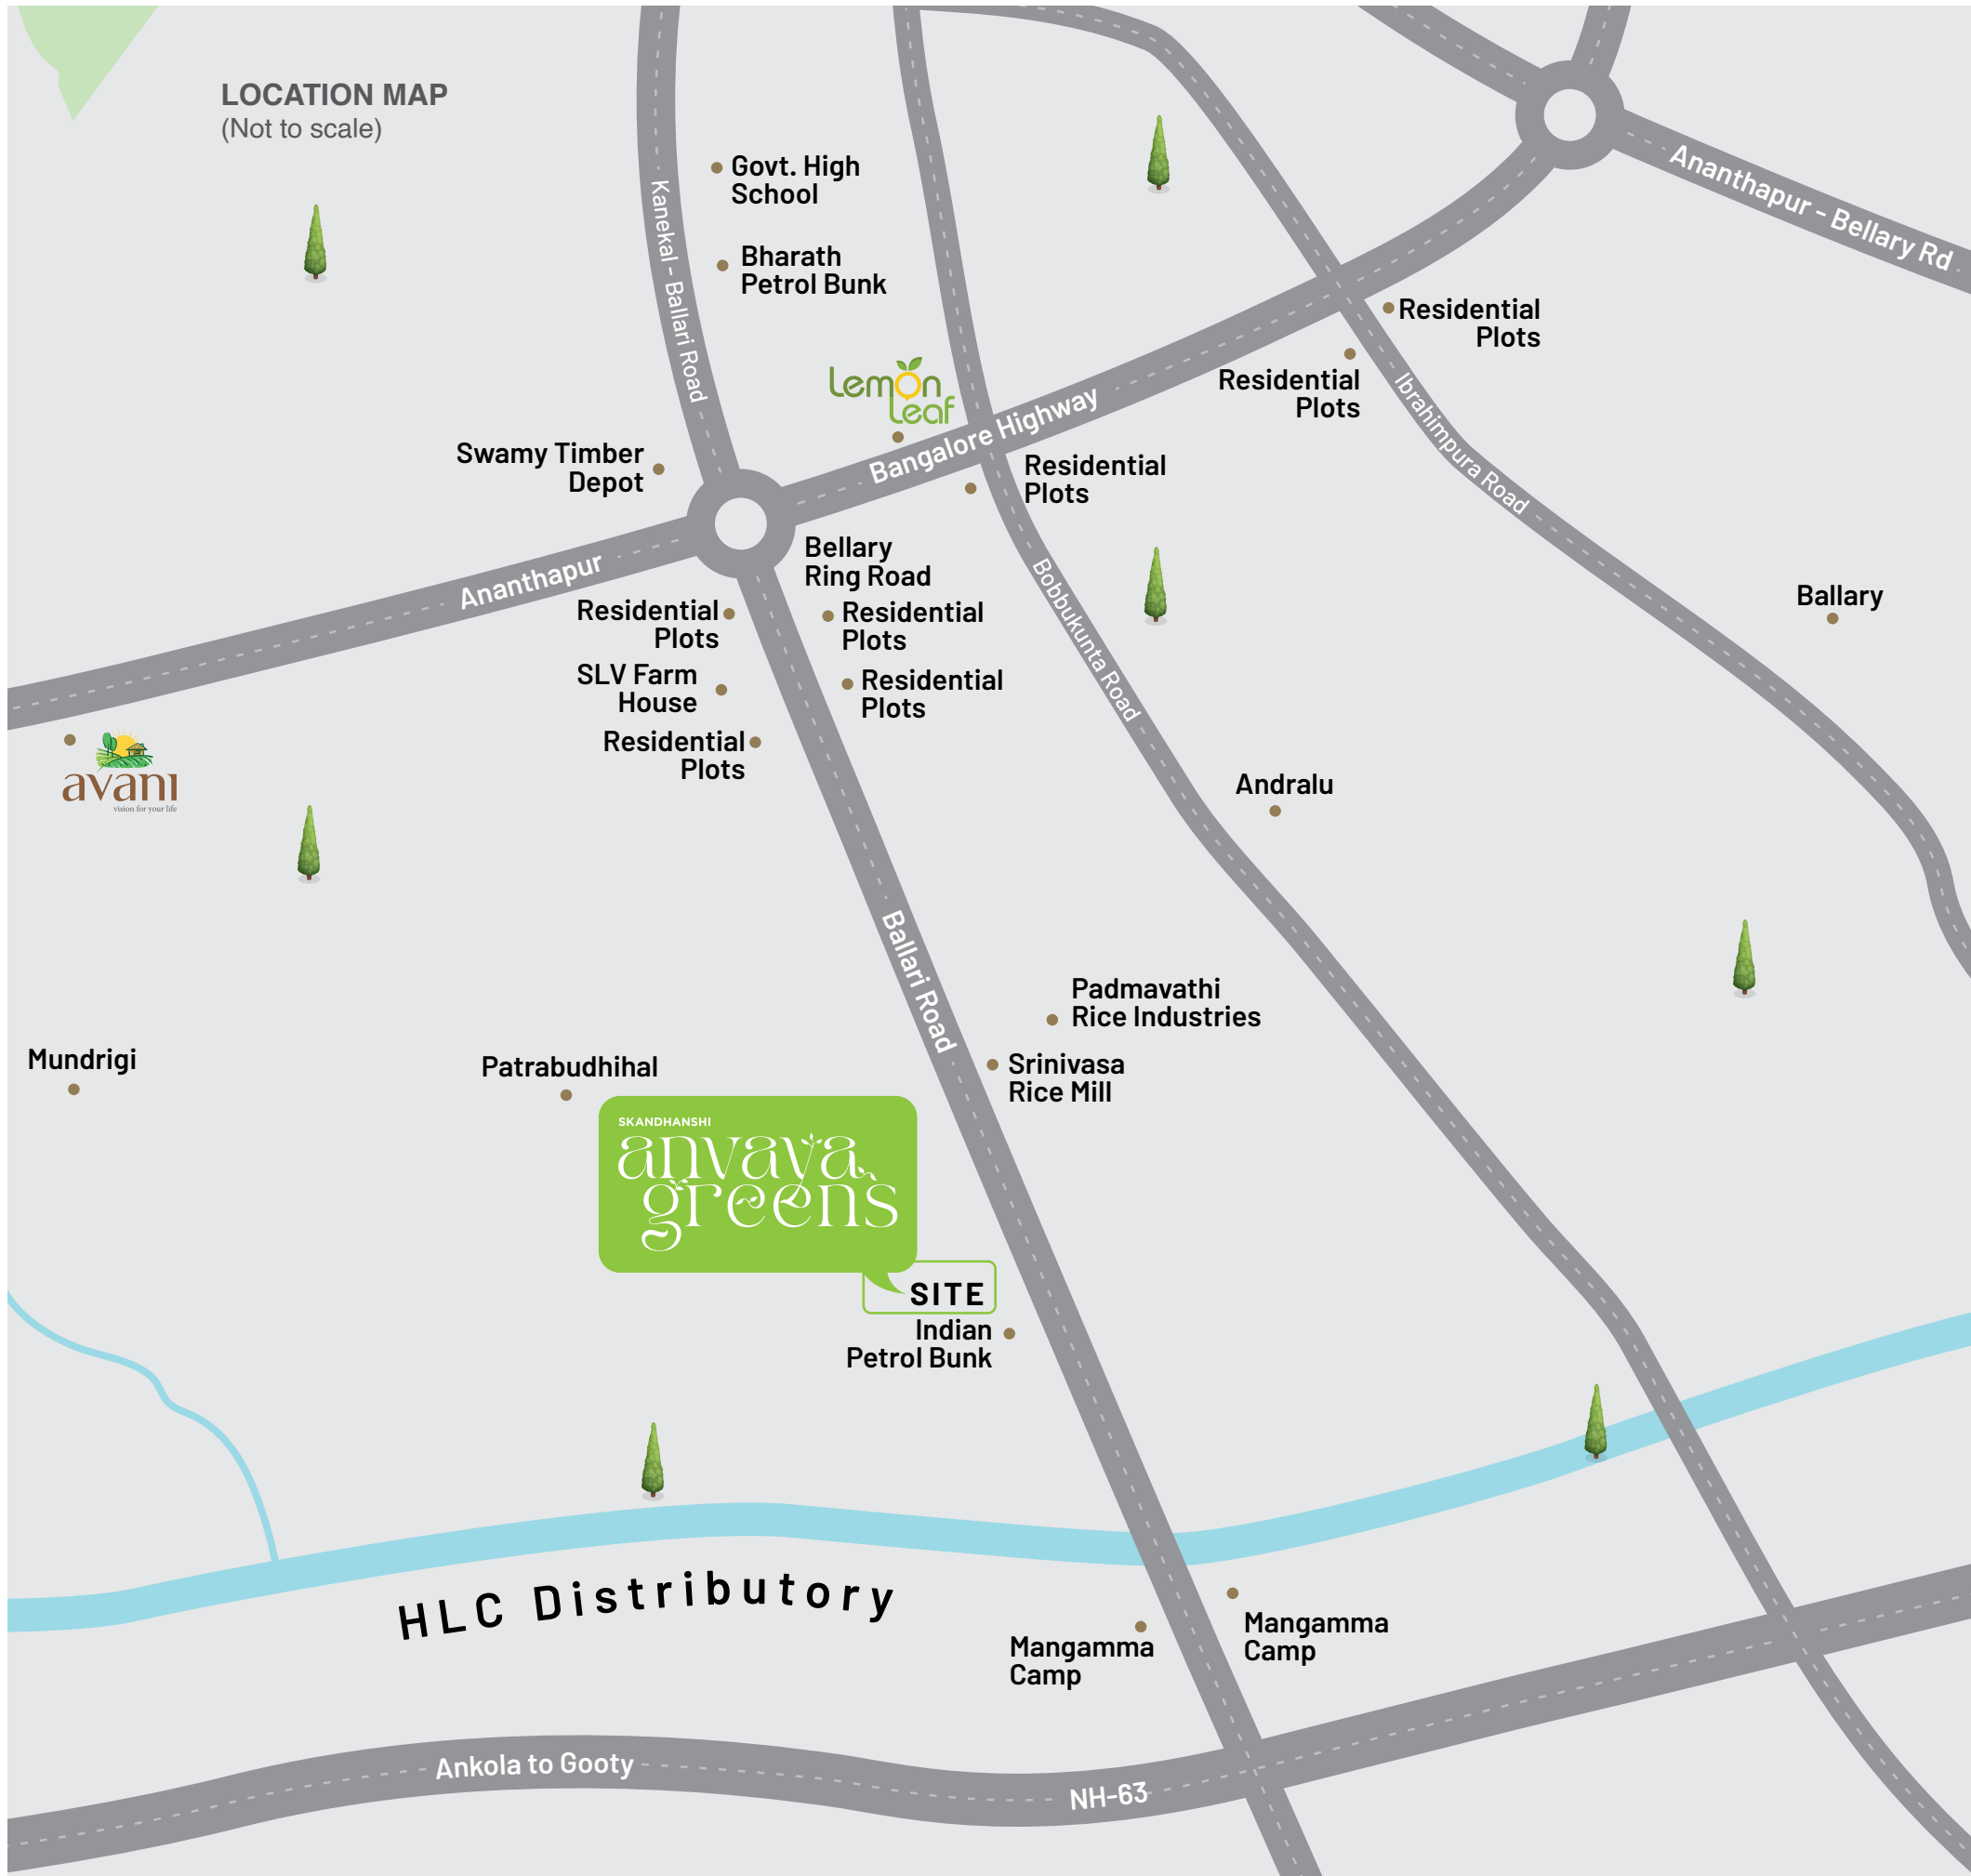 LOCATION MAP
(Not to scale)
Ananthapur - Bellary Rd
Govt. High
School
Kanekal - Ballari Road
Bharath
Petrol Bunk
Residential
Plots
Lemon
Leaf
Residential
Plots
Ibrahimpura Road
Bangalore Highway
Swamy Timber
Depot
Residential
Plots
Bellary
Ring Road
Ananthapur
Residential
Plots
Residential
Plots
Bobbukunta Road
Ballary
SLV Farm
House
Residential
Plots
Residential
Plots
avani
vision for your life
Andralu
Ballari Road
Padmavathi
Rice Industries
Mundrigi
Patrabudhihal
Srinivasa
Rice Mill
SKANDHANSHI
anvaya
greens
SITE
Indian
Petrol Bunk
HLC Distributory
Mangamma
Camp
Mangamma
Camp
Ankola to Gooty
NH-63